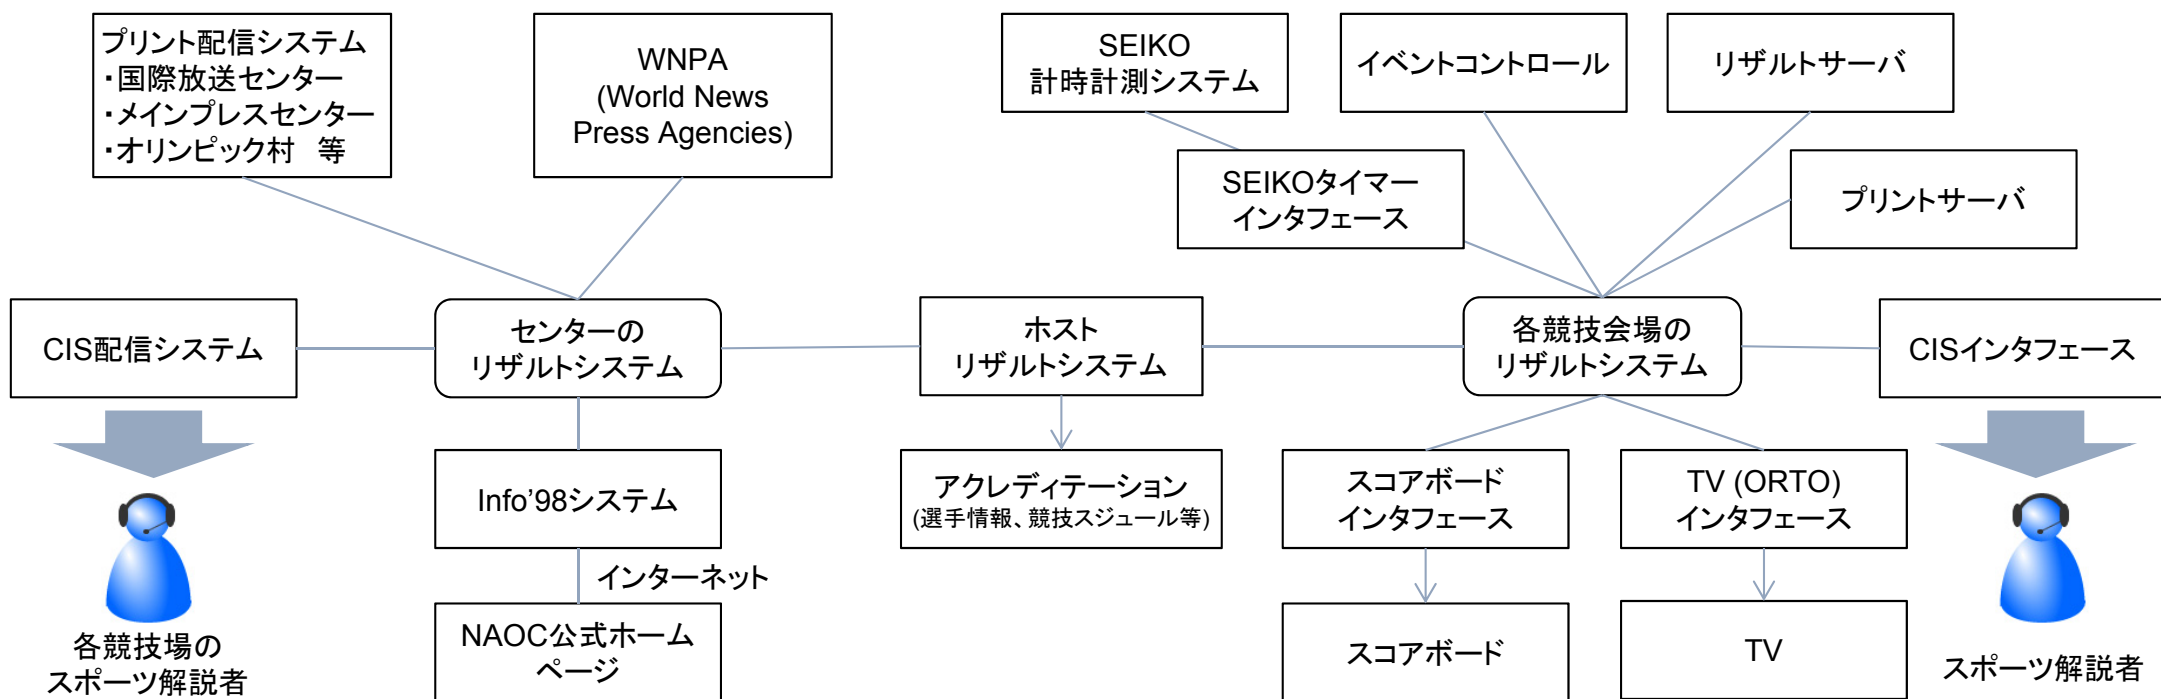 プリント配信システム
・国際放送センター
・メインプレスセンター
・オリンピック村　等
WNPA
(World News
Press Agencies)
SEIKO
計時計測システム
イベントコントロール
リザルトサーバ
SEIKOタイマー
インタフェース
プリントサーバ
CIS配信システム
センターの
リザルトシステム
ホスト
リザルトシステム
各競技会場の
リザルトシステム
CISインタフェース
Info’98システム
アクレディテーション
(選手情報、競技スジュール等)
スコアボード
インタフェース
TV (ORTO)
インタフェース
インターネット
各競技場の
スポーツ解説者
NAOC公式ホーム
ページ
スコアボード
TV
スポーツ解説者